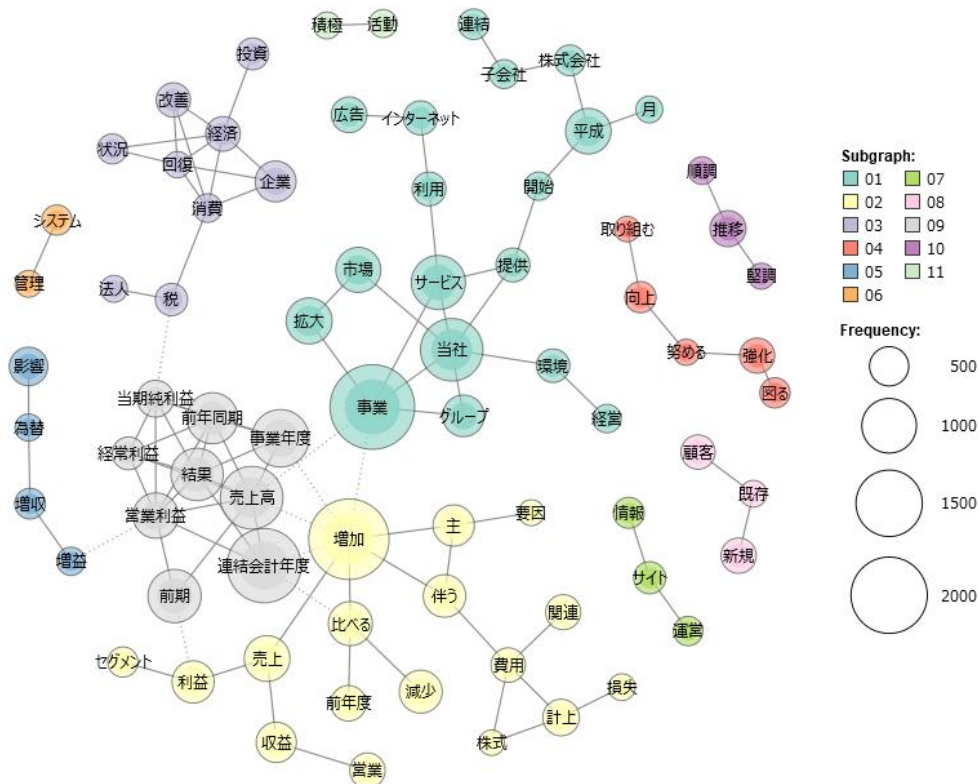 積極
活動
連結
子会社
株式会社
投資
改善
経済
状況
回復
企業
消費
広告
インターネット
平成
月
利用
開始
システム
管理
法人
税
市場
サービス
提供
拡大
当社
環境
事業
グループ
経営
順調
推移
堅調
取り組む
向上
努める
強化
図る
Subgraph:
01
02
03
04
05
06
07
08
09
10
11
Frequency:
500
1000
1500
2000
影響
為替
増収
増益
当期純利益
前年同期
事業年度
経常利益
結果
売上高
営業利益
連結会計年度
前期
増加
主
要因
伴う
比べる
関連
セグメント
利益
売上
前年度
減少
費用
損失
計上
株式
収益
営業
顧客
既存
新規
情報
サイト
運営